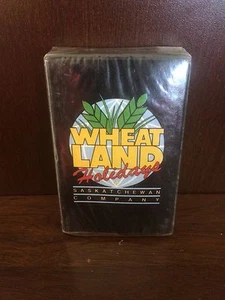 WHEAT
LAND
Holidays
SASKATCHEWAN
COMPANY